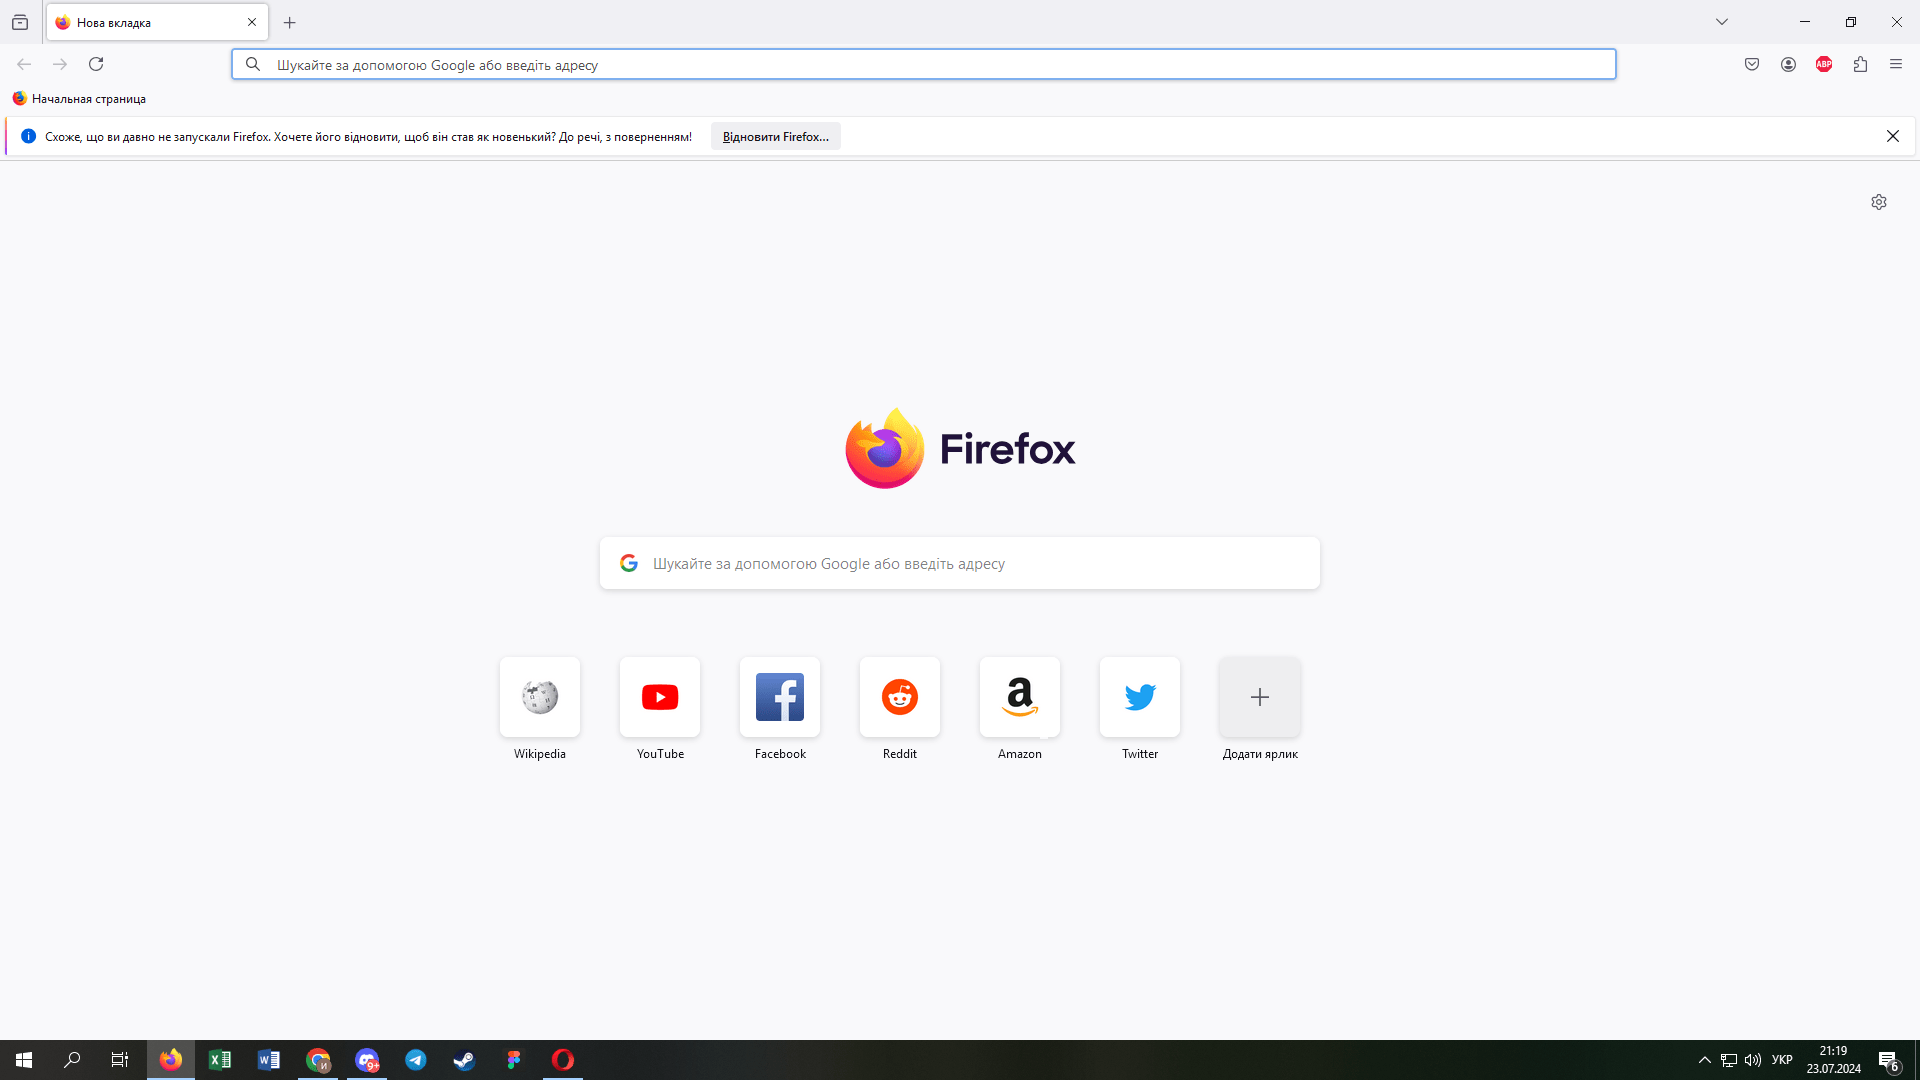 Нова вкладка
Шукайте за допомогою Google або введіть адресу
ABP
Начальная страница
Схоже, що ви давно не запускали Firefox. Хочете його відновити, щоб він став як новенький? До речі, з поверненням!
Відновити Firefox...
Firefox
Шукайте за допомогою Google або введіть адресу
Wikipedia
YouTube
Facebook
Reddit
Amazon
Twitter
Додати ярлик
9+
УКР
21:19
23.07.2024
6